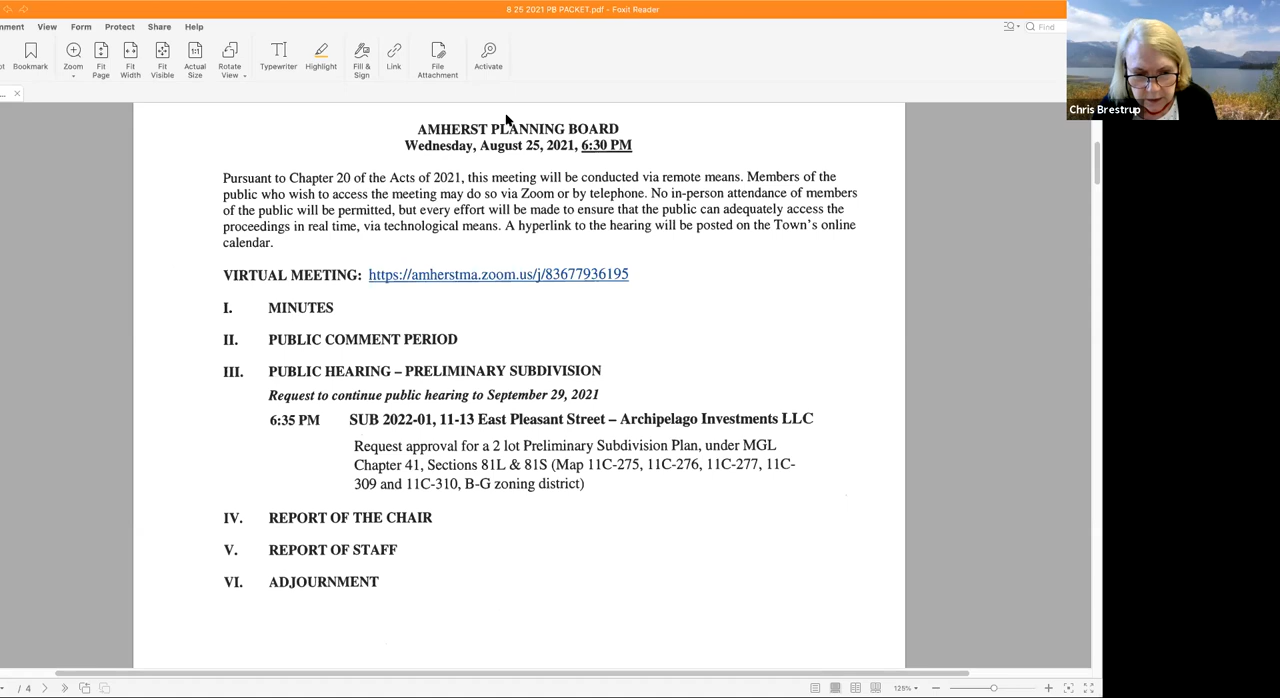 8 25 2021 PB PACKET.pdf - Foxit Reader
View Form Protect Share Help
Find
Bookmark Zoom Fit Page Fit Width Fit Visible Actual Size Rotate View Typewriter Highlight Fill & Sign Link File Attachment Activate
Chris Brestrup
AMHERST PLANNING BOARD
Wednesday, August 25, 2021, 6:30 PM
Pursuant to Chapter 20 of the Acts of 2021, this meeting will be conducted via remote means. Members of the
public who wish to access the meeting may do so via Zoom or by telephone. No in-person attendance of members
of the public will be permitted, but every effort will be made to ensure that the public can adequately access the
proceedings in real time, via technological means. A hyperlink to the hearing will be posted on the Town's online
calendar.
VIRTUAL MEETING: https://amherstma.zoom.us/j/83677936195
I. MINUTES
II. PUBLIC COMMENT PERIOD
III. PUBLIC HEARING – PRELIMINARY SUBDIVISION
Request to continue public hearing to September 29, 2021
6:35 PM SUB 2022-01, 11-13 East Pleasant Street – Archipelago Investments LLC
Request approval for a 2 lot Preliminary Subdivision Plan, under MGL
Chapter 41, Sections 81L & 81S (Map 11C-275, 11C-276, 11C-277, 11C-
309 and 11C-310, B-G zoning district)
IV. REPORT OF THE CHAIR
V. REPORT OF STAFF
VI. ADJOURNMENT
/ 4
125%